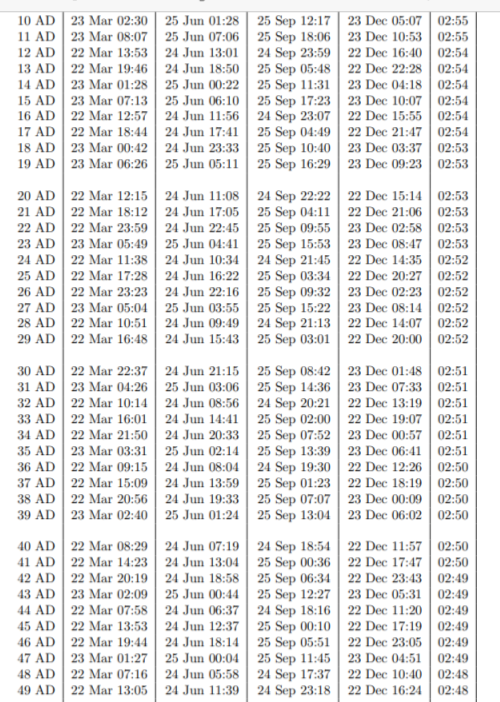 10 AD 23 Mar 02:30 25 Jun 01:28 25 Sep 12:17 23 Dec 05:07 02:55
11 AD 23 Mar 08:07 25 Jun 07:06 25 Sep 18:06 23 Dec 10:53 02:55
12 AD 22 Mar 13:53 24 Jun 13:01 24 Sep 23:59 22 Dec 16:40 02:54
13 AD 22 Mar 19:46 24 Jun 18:50 25 Sep 05:48 22 Dec 22:28 02:54
14 AD 23 Mar 01:28 25 Jun 00:22 25 Sep 11:31 23 Dec 04:18 02:54
15 AD 23 Mar 07:13 25 Jun 06:10 25 Sep 17:23 23 Dec 10:07 02:54
16 AD 22 Mar 12:57 24 Jun 11:56 24 Sep 23:07 22 Dec 15:55 02:54
17 AD 22 Mar 18:44 24 Jun 17:41 25 Sep 04:49 22 Dec 21:47 02:54
18 AD 23 Mar 00:42 24 Jun 23:33 25 Sep 10:40 23 Dec 03:37 02:53
19 AD 23 Mar 06:26 25 Jun 05:11 25 Sep 16:29 23 Dec 09:23 02:53
20 AD 22 Mar 12:15 24 Jun 11:08 24 Sep 22:22 22 Dec 15:14 02:53
21 AD 22 Mar 18:12 24 Jun 17:05 25 Sep 04:11 22 Dec 21:06 02:53
22 AD 22 Mar 23:59 24 Jun 22:45 25 Sep 09:55 23 Dec 02:58 02:53
23 AD 23 Mar 05:49 25 Jun 04:41 25 Sep 15:53 23 Dec 08:47 02:53
24 AD 22 Mar 11:38 24 Jun 10:34 24 Sep 21:45 22 Dec 14:35 02:52
25 AD 22 Mar 17:28 24 Jun 16:22 25 Sep 03:34 22 Dec 20:27 02:52
26 AD 22 Mar 23:23 24 Jun 22:16 25 Sep 09:32 23 Dec 02:23 02:52
27 AD 23 Mar 05:04 25 Jun 03:55 25 Sep 15:22 23 Dec 08:14 02:52
28 AD 22 Mar 10:51 24 Jun 09:49 24 Sep 21:13 22 Dec 14:07 02:52
29 AD 22 Mar 16:48 24 Jun 15:43 25 Sep 03:01 22 Dec 20:00 02:52
30 AD 22 Mar 22:37 24 Jun 21:15 25 Sep 08:42 23 Dec 01:48 02:51
31 AD 23 Mar 04:26 25 Jun 03:06 25 Sep 14:36 23 Dec 07:33 02:51
32 AD 22 Mar 10:14 24 Jun 08:56 24 Sep 20:21 22 Dec 13:19 02:51
33 AD 22 Mar 16:01 24 Jun 14:41 25 Sep 02:00 22 Dec 19:07 02:51
34 AD 22 Mar 21:50 24 Jun 20:33 25 Sep 07:52 23 Dec 00:57 02:51
35 AD 23 Mar 03:31 25 Jun 02:14 25 Sep 13:39 23 Dec 06:41 02:51
36 AD 22 Mar 09:15 24 Jun 08:04 24 Sep 19:30 22 Dec 12:26 02:50
37 AD 22 Mar 15:09 24 Jun 13:59 25 Sep 01:23 22 Dec 18:19 02:50
38 AD 22 Mar 20:56 24 Jun 19:33 25 Sep 07:07 23 Dec 00:09 02:50
39 AD 23 Mar 02:40 25 Jun 01:24 25 Sep 13:04 23 Dec 06:02 02:50
40 AD 22 Mar 08:29 24 Jun 07:19 24 Sep 18:54 22 Dec 11:57 02:50
41 AD 22 Mar 14:23 24 Jun 13:04 25 Sep 00:36 22 Dec 17:47 02:50
42 AD 22 Mar 20:19 24 Jun 18:58 25 Sep 06:34 22 Dec 23:43 02:49
43 AD 23 Mar 02:09 25 Jun 00:44 25 Sep 12:27 23 Dec 05:31 02:49
44 AD 22 Mar 07:58 24 Jun 06:37 24 Sep 18:16 22 Dec 11:20 02:49
45 AD 22 Mar 13:53 24 Jun 12:37 25 Sep 00:10 22 Dec 17:19 02:49
46 AD 22 Mar 19:44 24 Jun 18:14 25 Sep 05:51 22 Dec 23:05 02:49
47 AD 23 Mar 01:27 25 Jun 00:04 25 Sep 11:45 23 Dec 04:51 02:49
48 AD 22 Mar 07:16 24 Jun 05:58 24 Sep 17:37 22 Dec 10:40 02:48
49 AD 22 Mar 13:05 24 Jun 11:39 24 Sep 23:18 22 Dec 16:24 02:48